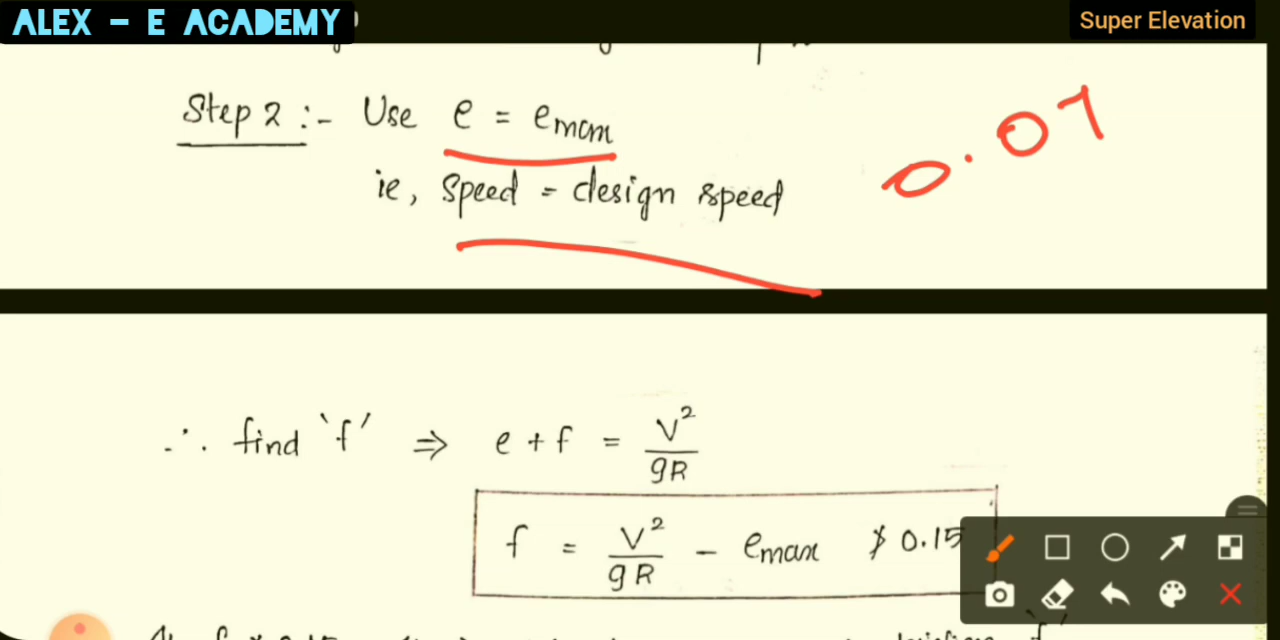 ALEX - E ACADEMY
Super Elevation
Step 2 :- Use e = emax
0.07
ie, Speed = design speed
∴ find 'f' ⇒ e + f = V²/gR
f = V²/gR - emax ≯ 0.15